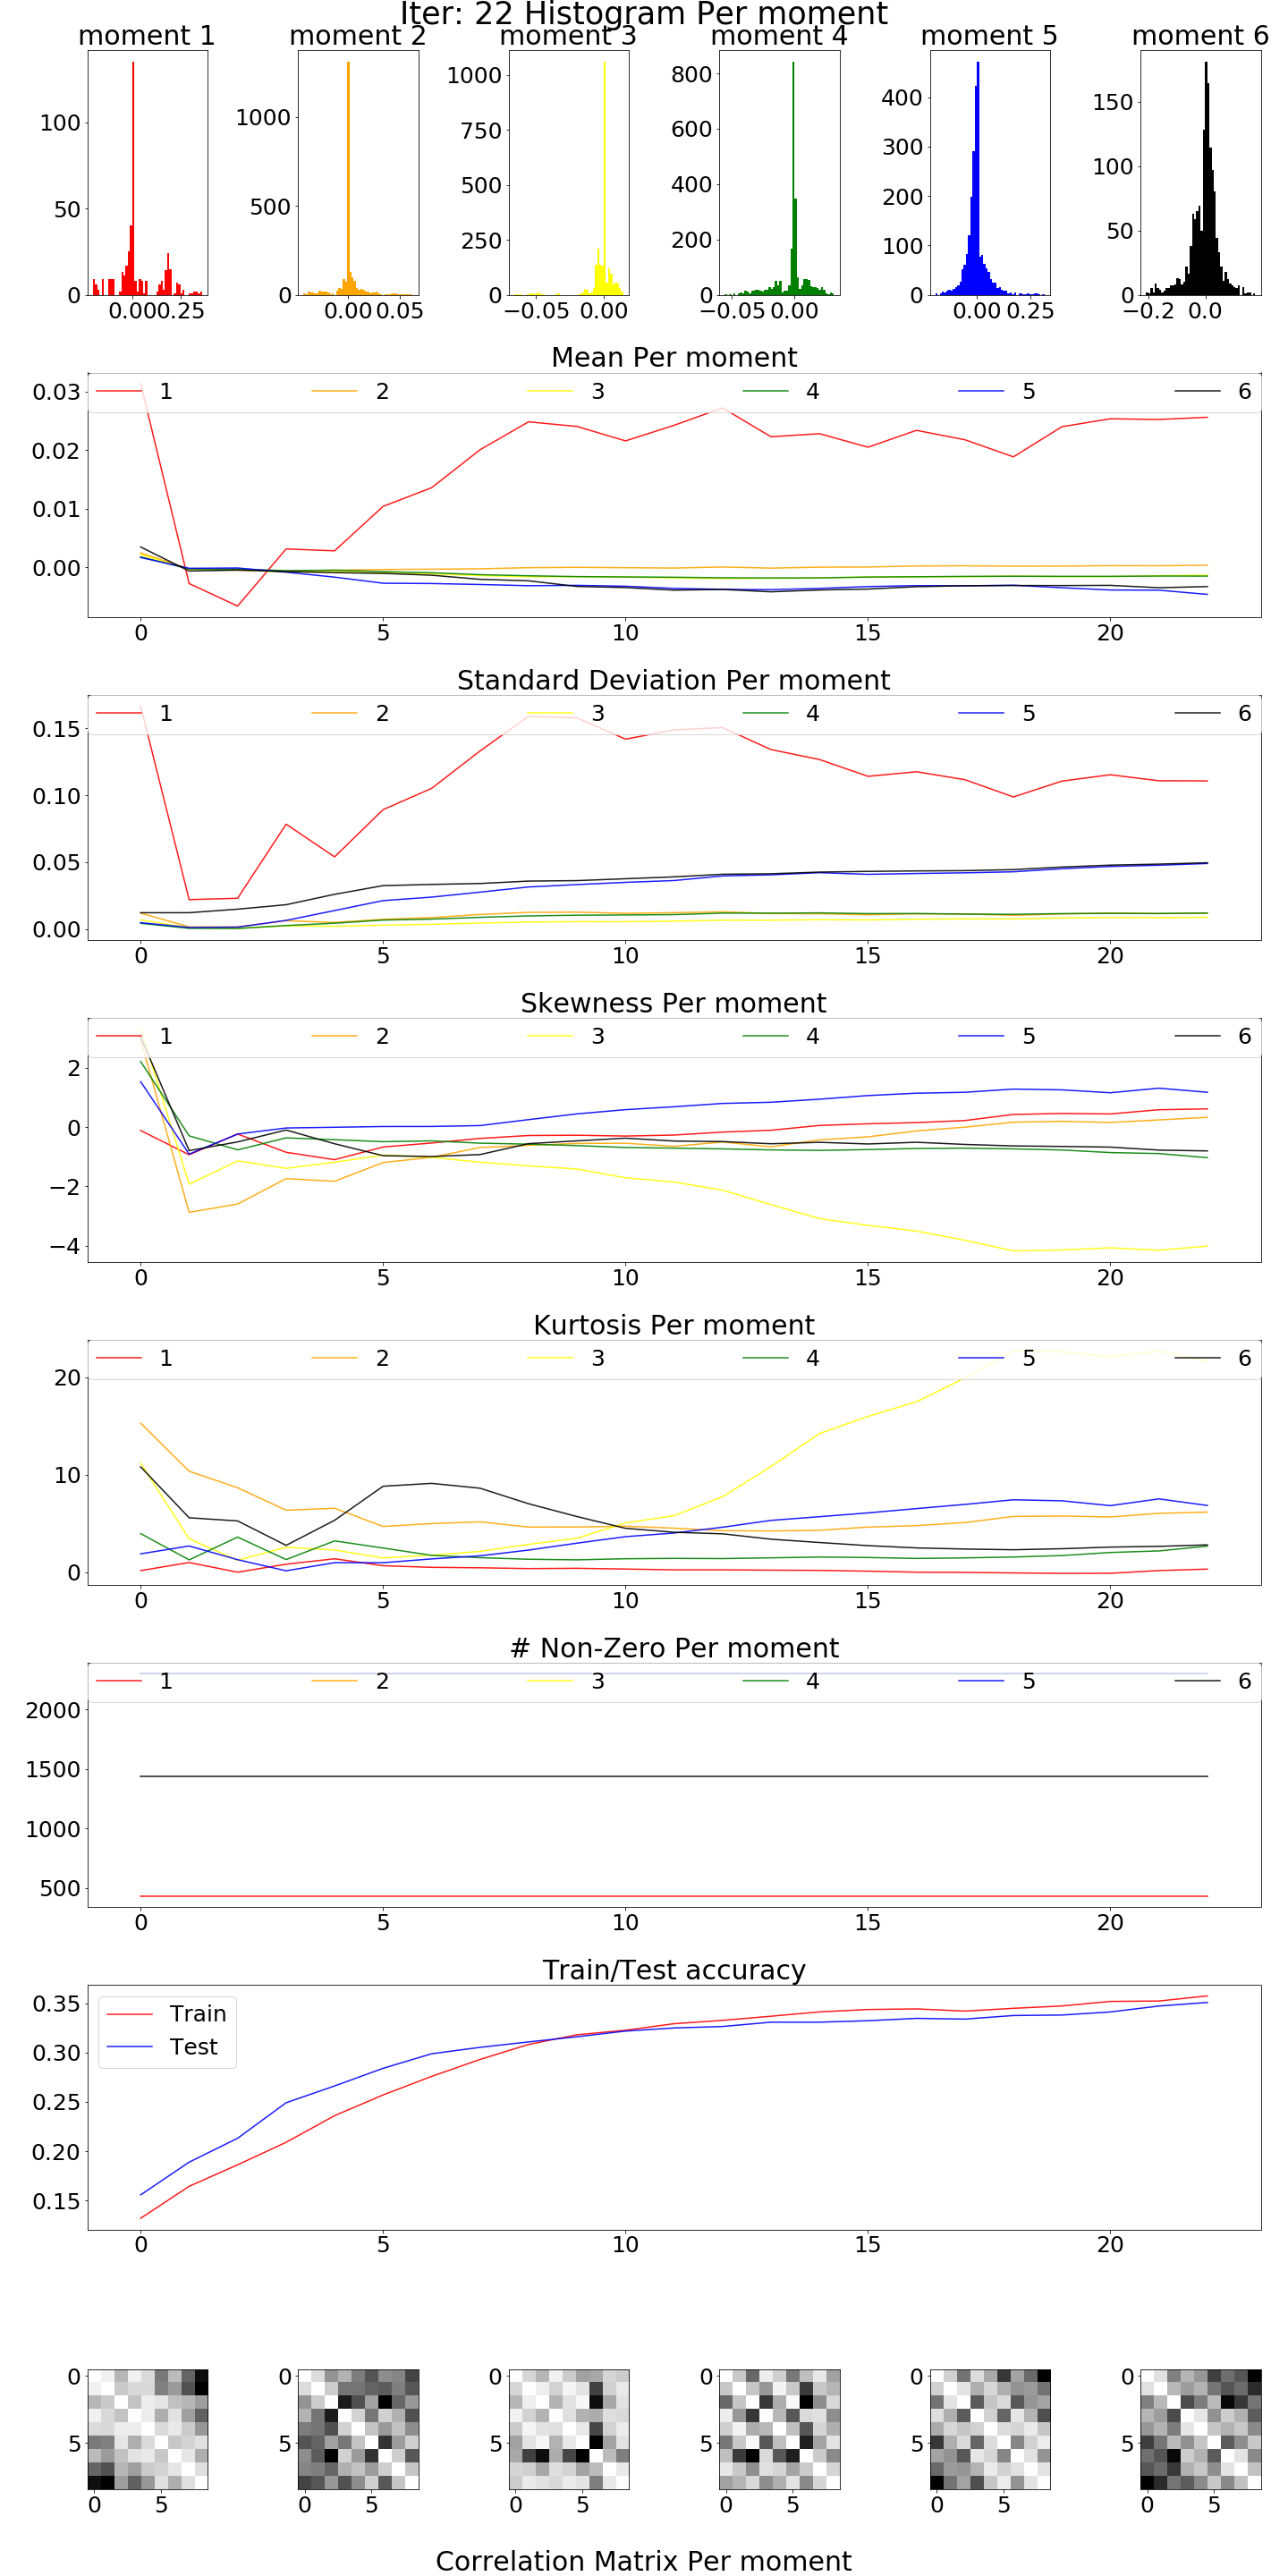 Iter: 22 Histogram Per moment
moment 1 moment 2 moment 3 moment 4 moment 5 moment 6
100
50
0
0.000.25
1000
500
0
0.000.05
1000
750
500
250
0
−0.05 0.00
800
600
400
200
0
−0.05 0.00
400
300
200
100
0
0.00 0.25
150
100
50
0
−0.2 0.0
Mean Per moment
1 2 3 4 5 6
0.03
0.02
0.01
0.00
0 5 10 15 20
Standard Deviation Per moment
1 2 3 4 5 6
0.15
0.10
0.05
0.00
0 5 10 15 20
Skewness Per moment
1 2 3 4 5 6
2
0
−2
−4
0 5 10 15 20
Kurtosis Per moment
1 2 3 4 5 6
20
10
0
0 5 10 15 20
# Non-Zero Per moment
1 2 3 4 5 6
2000
1500
1000
500
0 5 10 15 20
Train/Test accuracy
Train
Test
0.35
0.30
0.25
0.20
0.15
0 5 10 15 20
0 0 0 0 0 0
5 5 5 5 5 5
0 5 0 5 0 5 0 5 0 5 0 5
Correlation Matrix Per moment